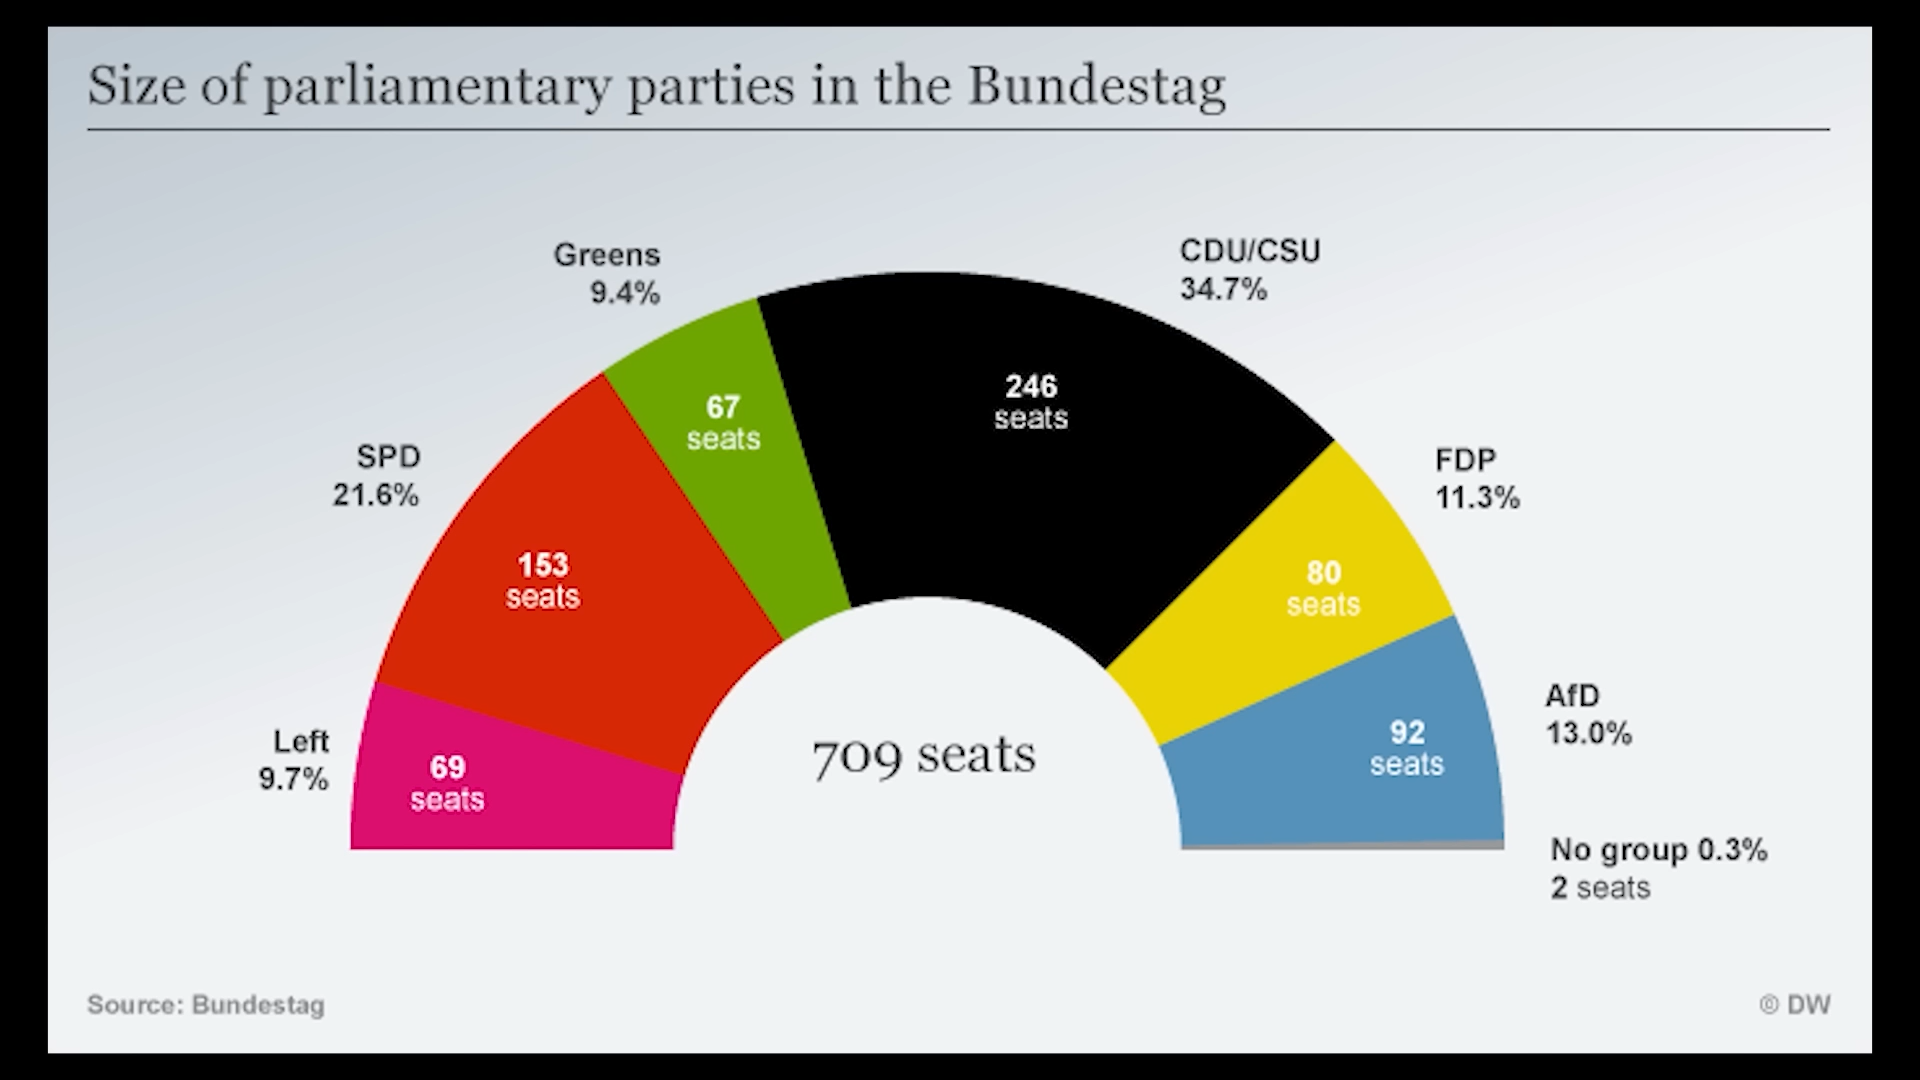 Size of parliamentary parties in the Bundestag
Greens
9.4%
CDU/CSU
34.7%
246
seats
67
seats
SPD
21.6%
FDP
11.3%
153
seats
80
seats
AfD
13.0%
Left
9.7%
92
seats
69
seats
709 seats
No group 0.3%
2 seats
Source: Bundestag
© DW